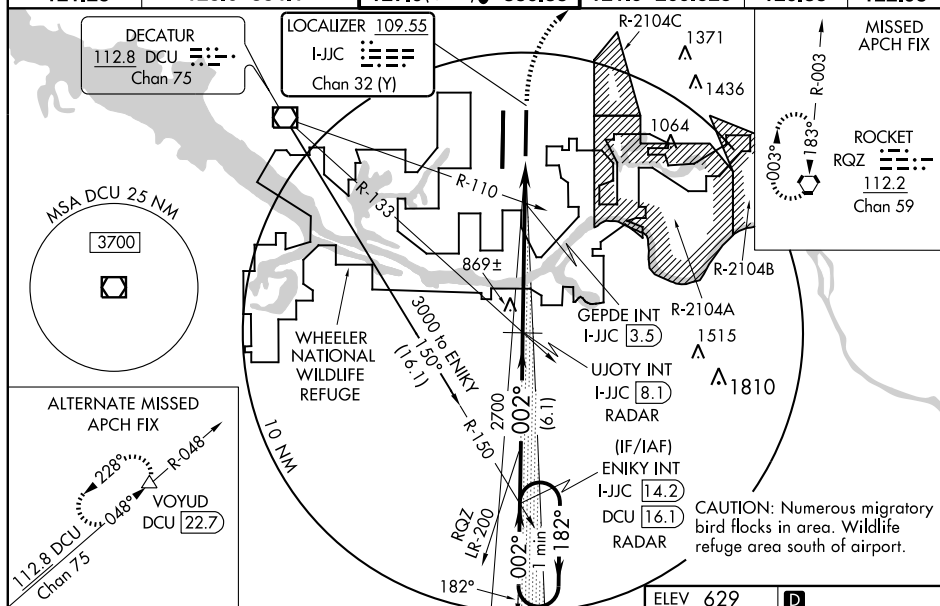 DECATUR
112.8 DCU
Chan 75
LOCALIZER 109.55
I-JJC
Chan 32 (Y)
R-2104C
1371
1436
1064
MISSED
APCH FIX
R-003
003°
183°
ROCKET
RQZ
112.2
Chan 59
MSA DCU 25 NM
3700
R-133
R-110
869±
R-2104B
R-2104A
WHEELER
NATIONAL
WILDLIFE
REFUGE
3000 to ENIKY
150°
(16.1)
R-150
GEPDE INT
I-JJC 3.5
UJOTY INT
I-JJC 8.1
RADAR
1515
1810
2700
002°
(6.1)
10 NM
(IF/IAF)
ENIKY INT
I-JJC 14.2
DCU 16.1
RADAR
CAUTION: Numerous migratory
bird flocks in area. Wildlife
refuge area south of airport.
ALTERNATE MISSED
APCH FIX
228°
048°
R-048
VOYUD
DCU 22.7
112.8 DCU
Chan 75
RQZ
LR-200
002°
1 min
182°
182°
ELEV 629
D